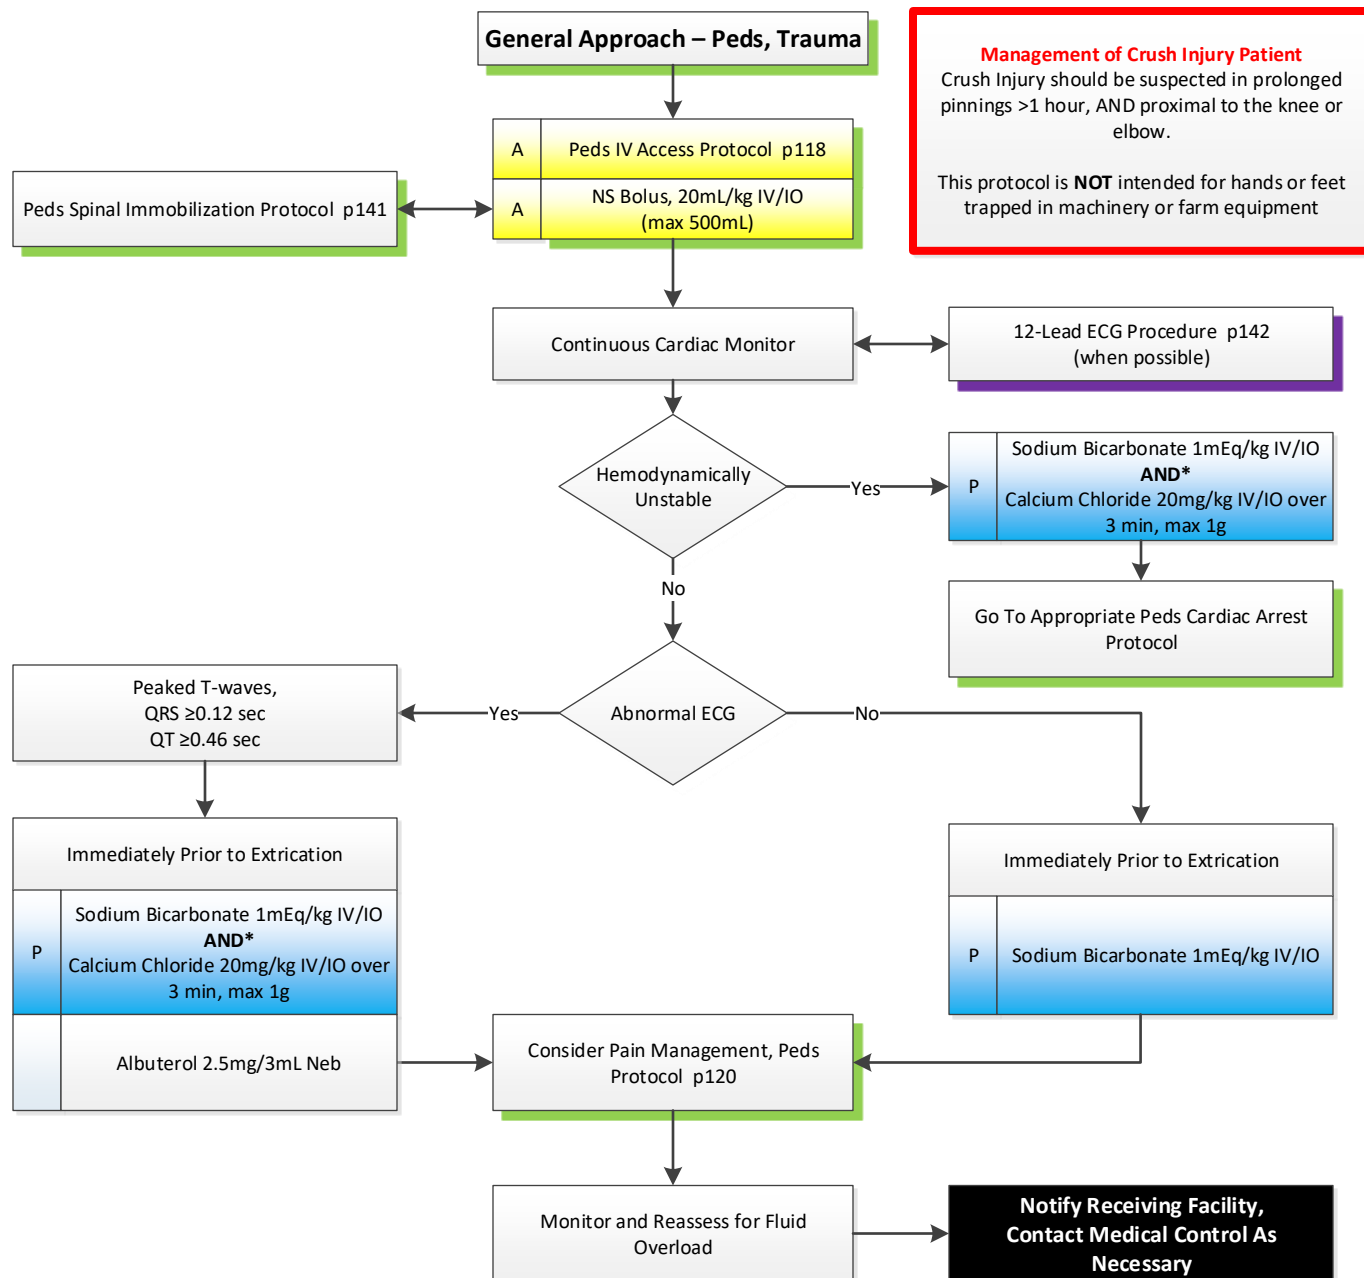 General Approach – Peds, Trauma
Management of Crush Injury Patient
Crush Injury should be suspected in prolonged
pinnings >1 hour, AND proximal to the knee or
elbow.
This protocol is NOT intended for hands or feet
trapped in machinery or farm equipment
A
Peds IV Access Protocol p118
Peds Spinal Immobilization Protocol p141
A
NS Bolus, 20mL/kg IV/IO
(max 500mL)
Continuous Cardiac Monitor
12-Lead ECG Procedure p142
(when possible)
Hemodynamically
Unstable
Yes
P
Sodium Bicarbonate 1mEq/kg IV/IO
AND*
Calcium Chloride 20mg/kg IV/IO over
3 min, max 1g
No
Go To Appropriate Peds Cardiac Arrest
Protocol
Peaked T-waves,
QRS ≥0.12 sec
QT ≥0.46 sec
Yes
Abnormal ECG
No
Immediately Prior to Extrication
P
Sodium Bicarbonate 1mEq/kg IV/IO
AND*
Calcium Chloride 20mg/kg IV/IO over
3 min, max 1g
Albuterol 2.5mg/3mL Neb
Immediately Prior to Extrication
P
Sodium Bicarbonate 1mEq/kg IV/IO
Consider Pain Management, Peds
Protocol p120
Monitor and Reassess for Fluid
Overload
Notify Receiving Facility,
Contact Medical Control As
Necessary